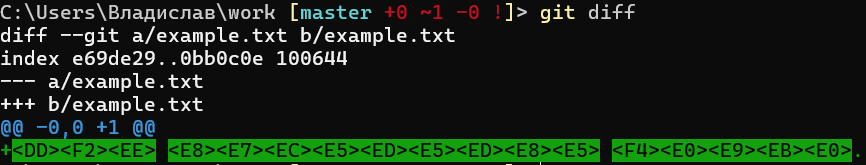 C:\Users\Владислав\work [master +0 ~1 -0 !]> git diff
diff --git a/example.txt b/example.txt
index e69de29..0bb0c0e 100644
--- a/example.txt
+++ b/example.txt
@@ -0,0 +1 @@
+<DD><F2><EE> <E8><E7><EC><E5><ED><E5><ED><E8><E5> <F4><E0><E9><EB><E0>.